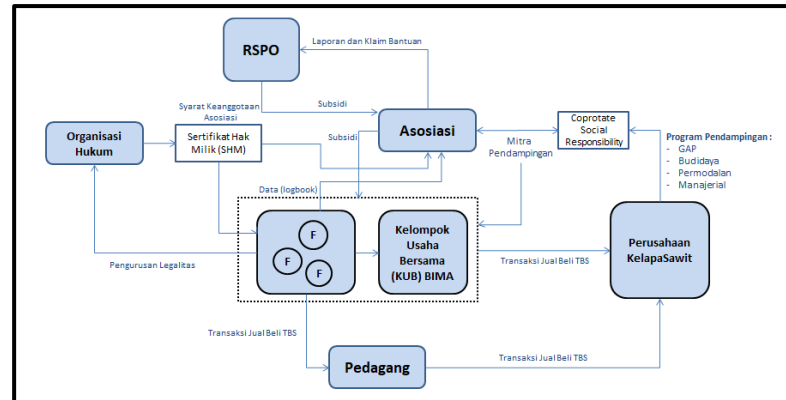 RSPO
Laporan dan Klaim Bantuan
Syarat Keanggotaan
Asosiasi
Subsidi
Organisasi
Hukum
Sertifikat Hak
Milik (SHM)
Subsidi
Asosiasi
Mitra
Pendampingan
Coprotate
Social
Responsibility
Program Pendampingan :
- GAP
- Budidaya
- Permodalan
- Manajerial
Data (logbook)
F
F
F
Kelompok
Usaha
Bersama
(KUB) BIMA
Perusahaan
KelapaSawit
Pengurusan Legalitas
Transaksi Jual Beli TBS
Transaksi Jual Beli TBS
Pedagang
Transaksi Jual Beli TBS